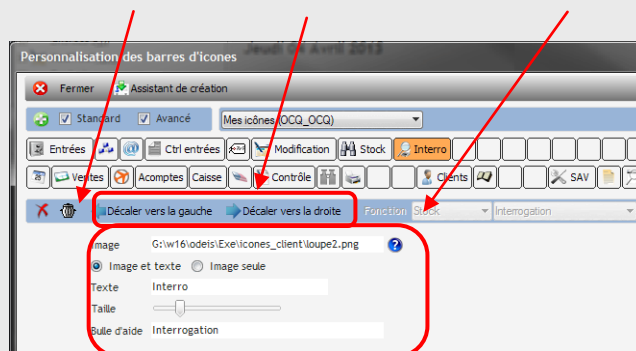 Jeudi 04 Avril 2013
Personnalisation des barres d'icones
Fermer Assistant de création
Standard Avancé Mes icônes (OCQ_OCQ)
Entrées Ctrl entrées Modification Stock Interro
Ventes Acomptes Caisse Contrôle Clients SAV
Décaler vers la gauche Décaler vers la droite Fonction Stock Interrogation
Image G:\w16\odeis\Exe\icones_client\loupe2.png
Image et texte Image seule
Texte Interro
Taille
Bulle d'aide Interrogation